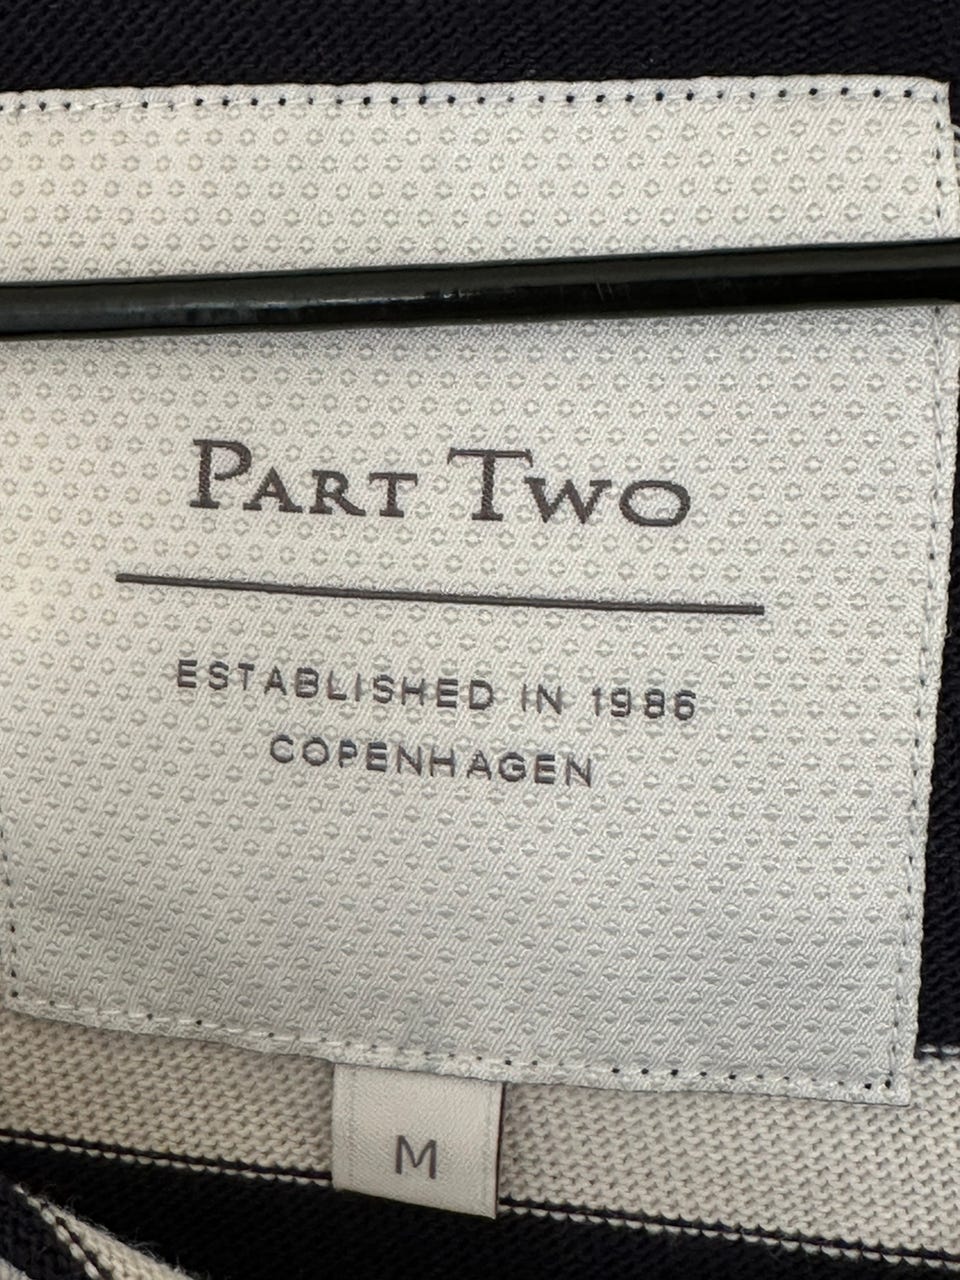 PART TWO
ESTABLISHED IN 1986
COPENHAGEN
M